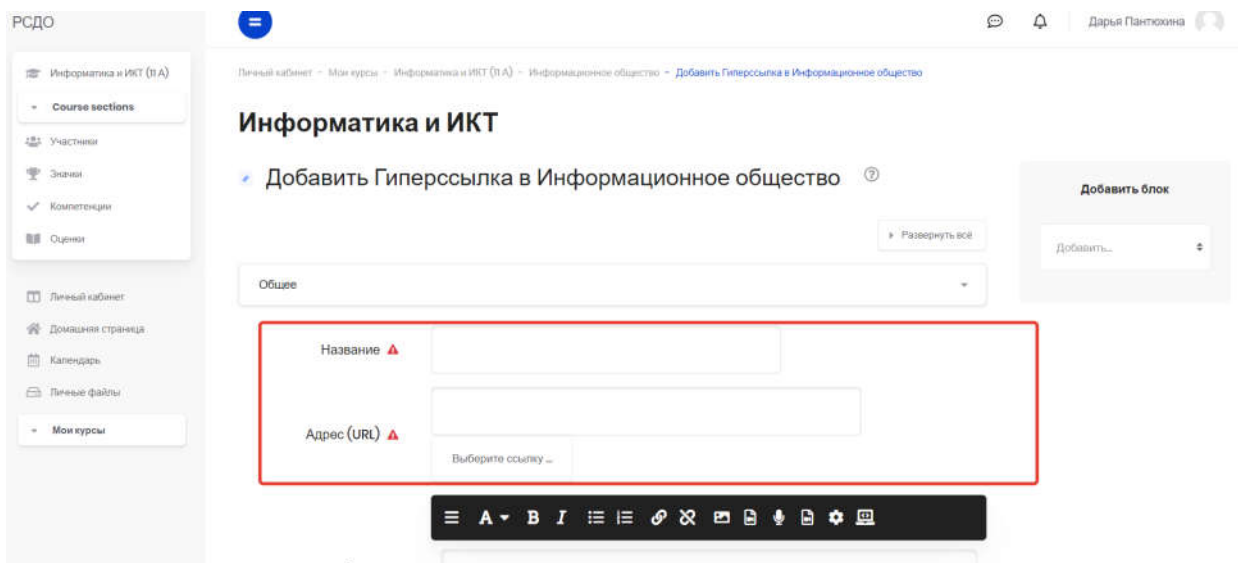 РСДО
Дарья Пантюхина
Информатика и ИКТ (11 А)
Course sections
Участники
Значки
Компетенции
Оценки
Личный кабинет
Домашняя страница
Календарь
Личные файлы
Мои курсы
Личный кабинет - Мои курсы - Информатика и ИКТ (11 А) - Информационное общество - Добавить Гиперссылка в Информационное общество
Информатика и ИКТ
Добавить Гиперссылка в Информационное общество
Развернуть всё
Общее
Название
Адрес (URL)
Выберите ссылку ...
Добавить блок
Добавить...